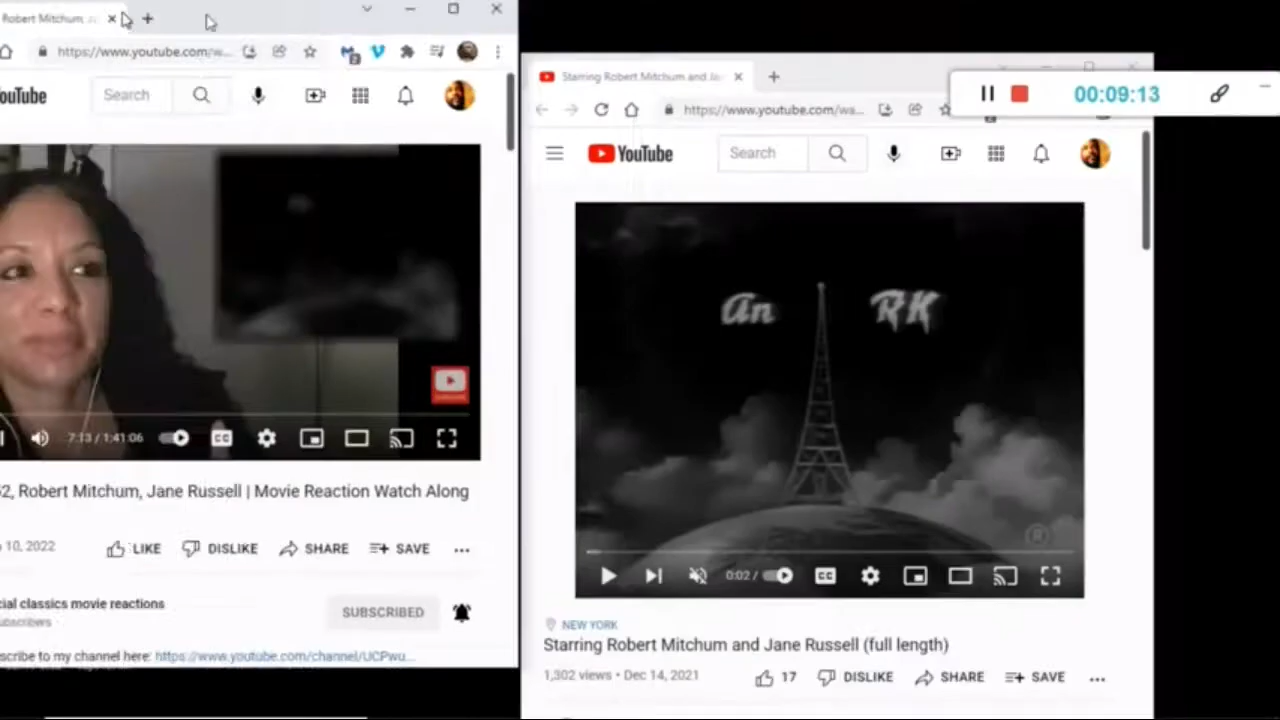 Robert Mitchum, Ja
https://www.youtube.com/w...
ouTube
Search
7:13 / 1:41:06
52, Robert Mitchum, Jane Russell | Movie Reaction Watch Along
10, 2022
LIKE
DISLIKE
SHARE
SAVE
cial classics movie reactions
SUBSCRIBED
scribe to my channel here: https://www.youtube.com/channel/UCPwu...
Starring Robert Mitchum and Ja
https://www.youtube.com/wa...
00:09:13
YouTube
Search
An RK
0:02 /
NEW YORK
Starring Robert Mitchum and Jane Russell (full length)
1,302 views • Dec 14, 2021
17
DISLIKE
SHARE
SAVE